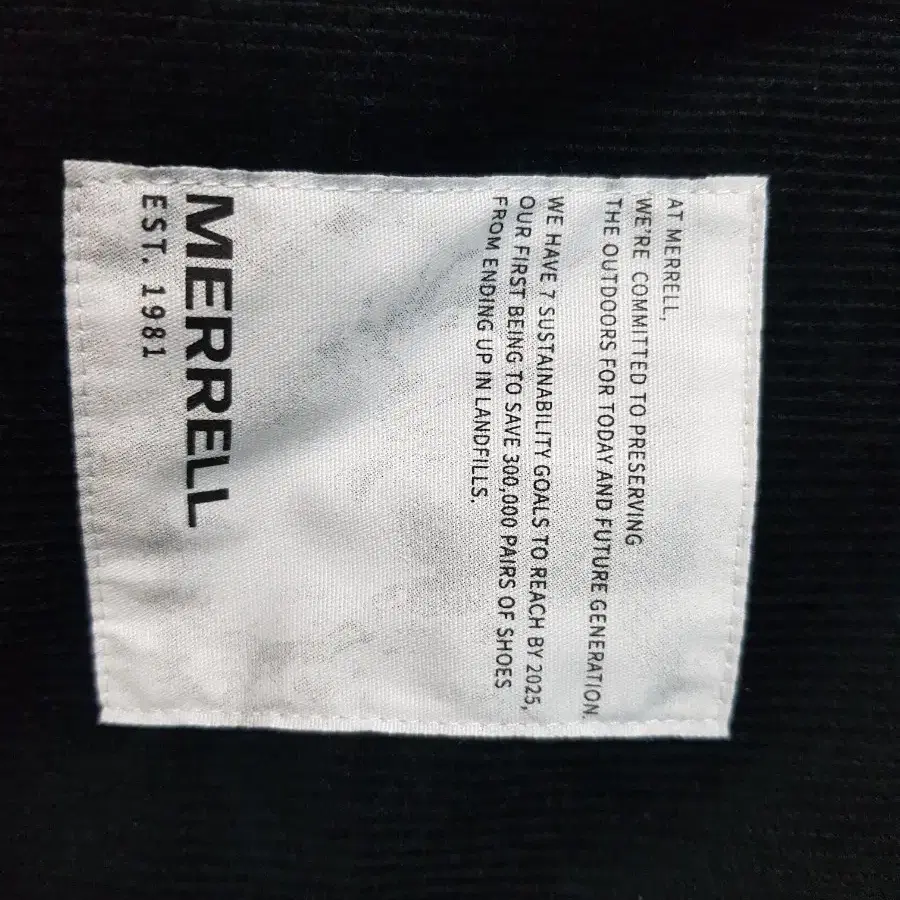 AT MERRELL,
WE'RE COMMITTED TO PRESERVING
THE OUTDOORS FOR TODAY AND FUTURE GENERATION.
WE HAVE 7 SUSTAINABILITY GOALS TO REACH BY 2025,
OUR FIRST BEING TO SAVE 300,000 PAIRS OF SHOES
FROM ENDING UP IN LANDFILLS.
MERRELL
EST. 1981